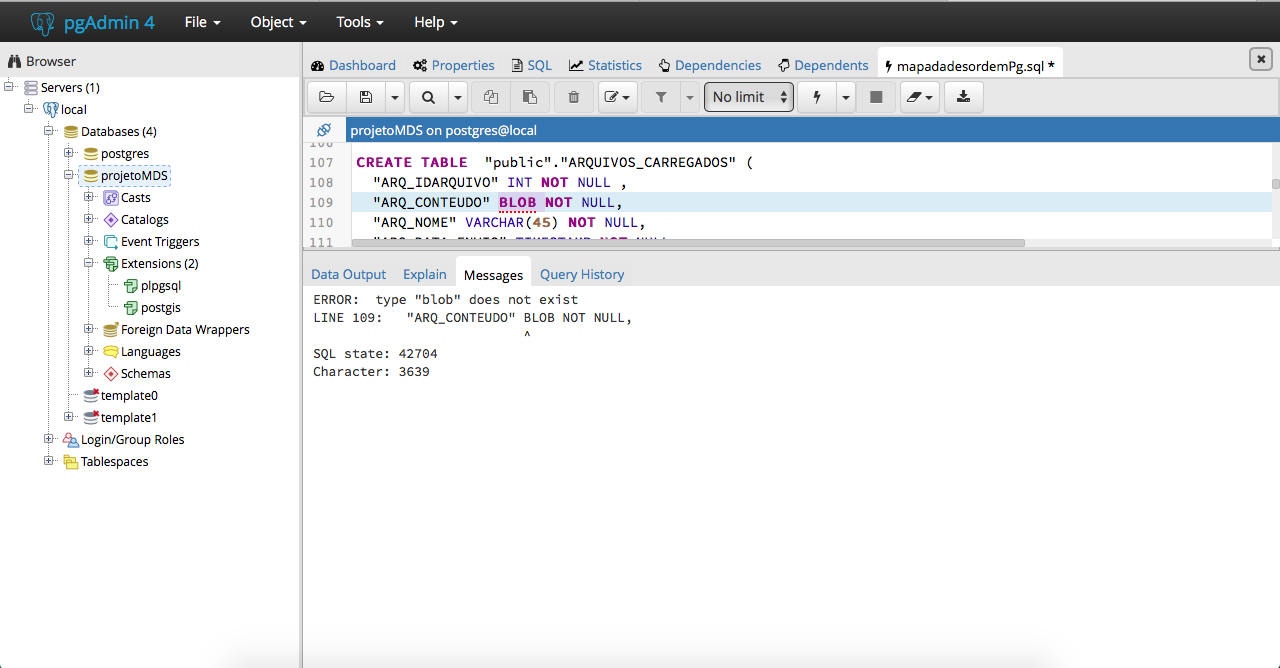 pgAdmin 4 File Object Tools Help
Browser
Servers (1)
local
Databases (4)
postgres
projetoMDS
Casts
Catalogs
Event Triggers
Extensions (2)
plpgsql
postgis
Foreign Data Wrappers
Languages
Schemas
template0
template1
Login/Group Roles
Tablespaces
Dashboard Properties SQL Statistics Dependencies Dependents mapadadesordemPg.sql *
No limit
projetoMDS on postgres@local
106
107 CREATE TABLE "public"."ARQUIVOS_CARREGADOS" (
108 "ARQ_IDARQUIVO" INT NOT NULL ,
109 "ARQ_CONTEUDO" BLOB NOT NULL,
110 "ARQ_NOME" VARCHAR(45) NOT NULL,
111 "ARQ_DATA_ENVIO" TIMESTAMP NOT NULL
Data Output Explain Messages Query History
ERROR: type "blob" does not exist
LINE 109: "ARQ_CONTEUDO" BLOB NOT NULL,
^
SQL state: 42704
Character: 3639